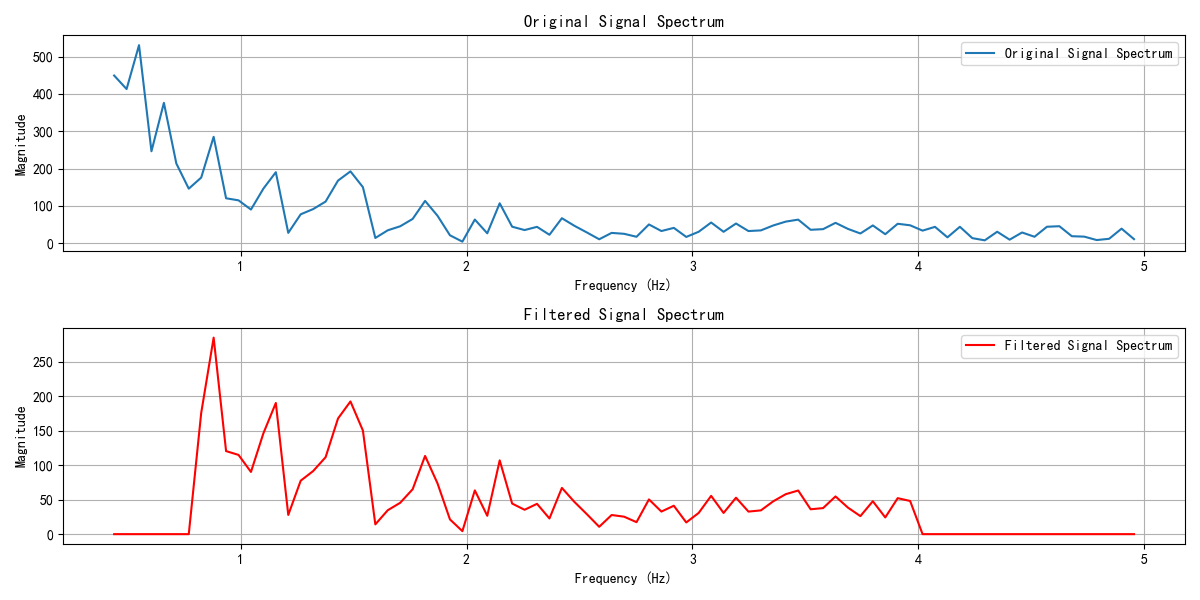 Original Signal Spectrum
Original Signal Spectrum
Magnitude
500
400
300
200
100
0
1
2
3
4
5
Frequency (Hz)
Filtered Signal Spectrum
Filtered Signal Spectrum
Magnitude
250
200
150
100
50
0
1
2
3
4
5
Frequency (Hz)